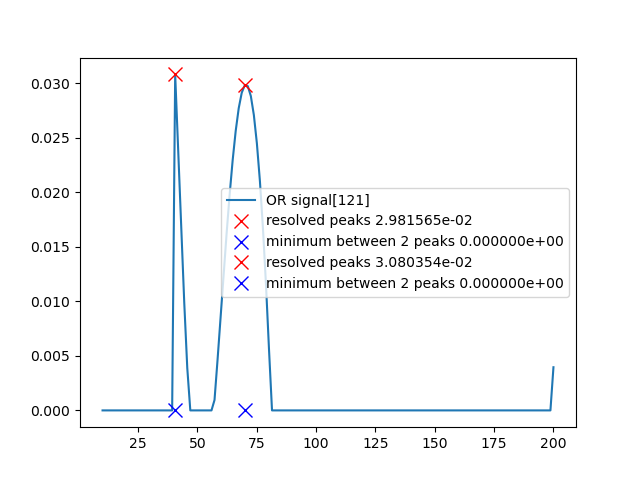 0.030
0.025
0.020
0.015
0.010
0.005
0.000
OR signal[121]
resolved peaks 2.981565e-02
minimum between 2 peaks 0.000000e+00
resolved peaks 3.080354e-02
minimum between 2 peaks 0.000000e+00
25 50 75 100 125 150 175 200